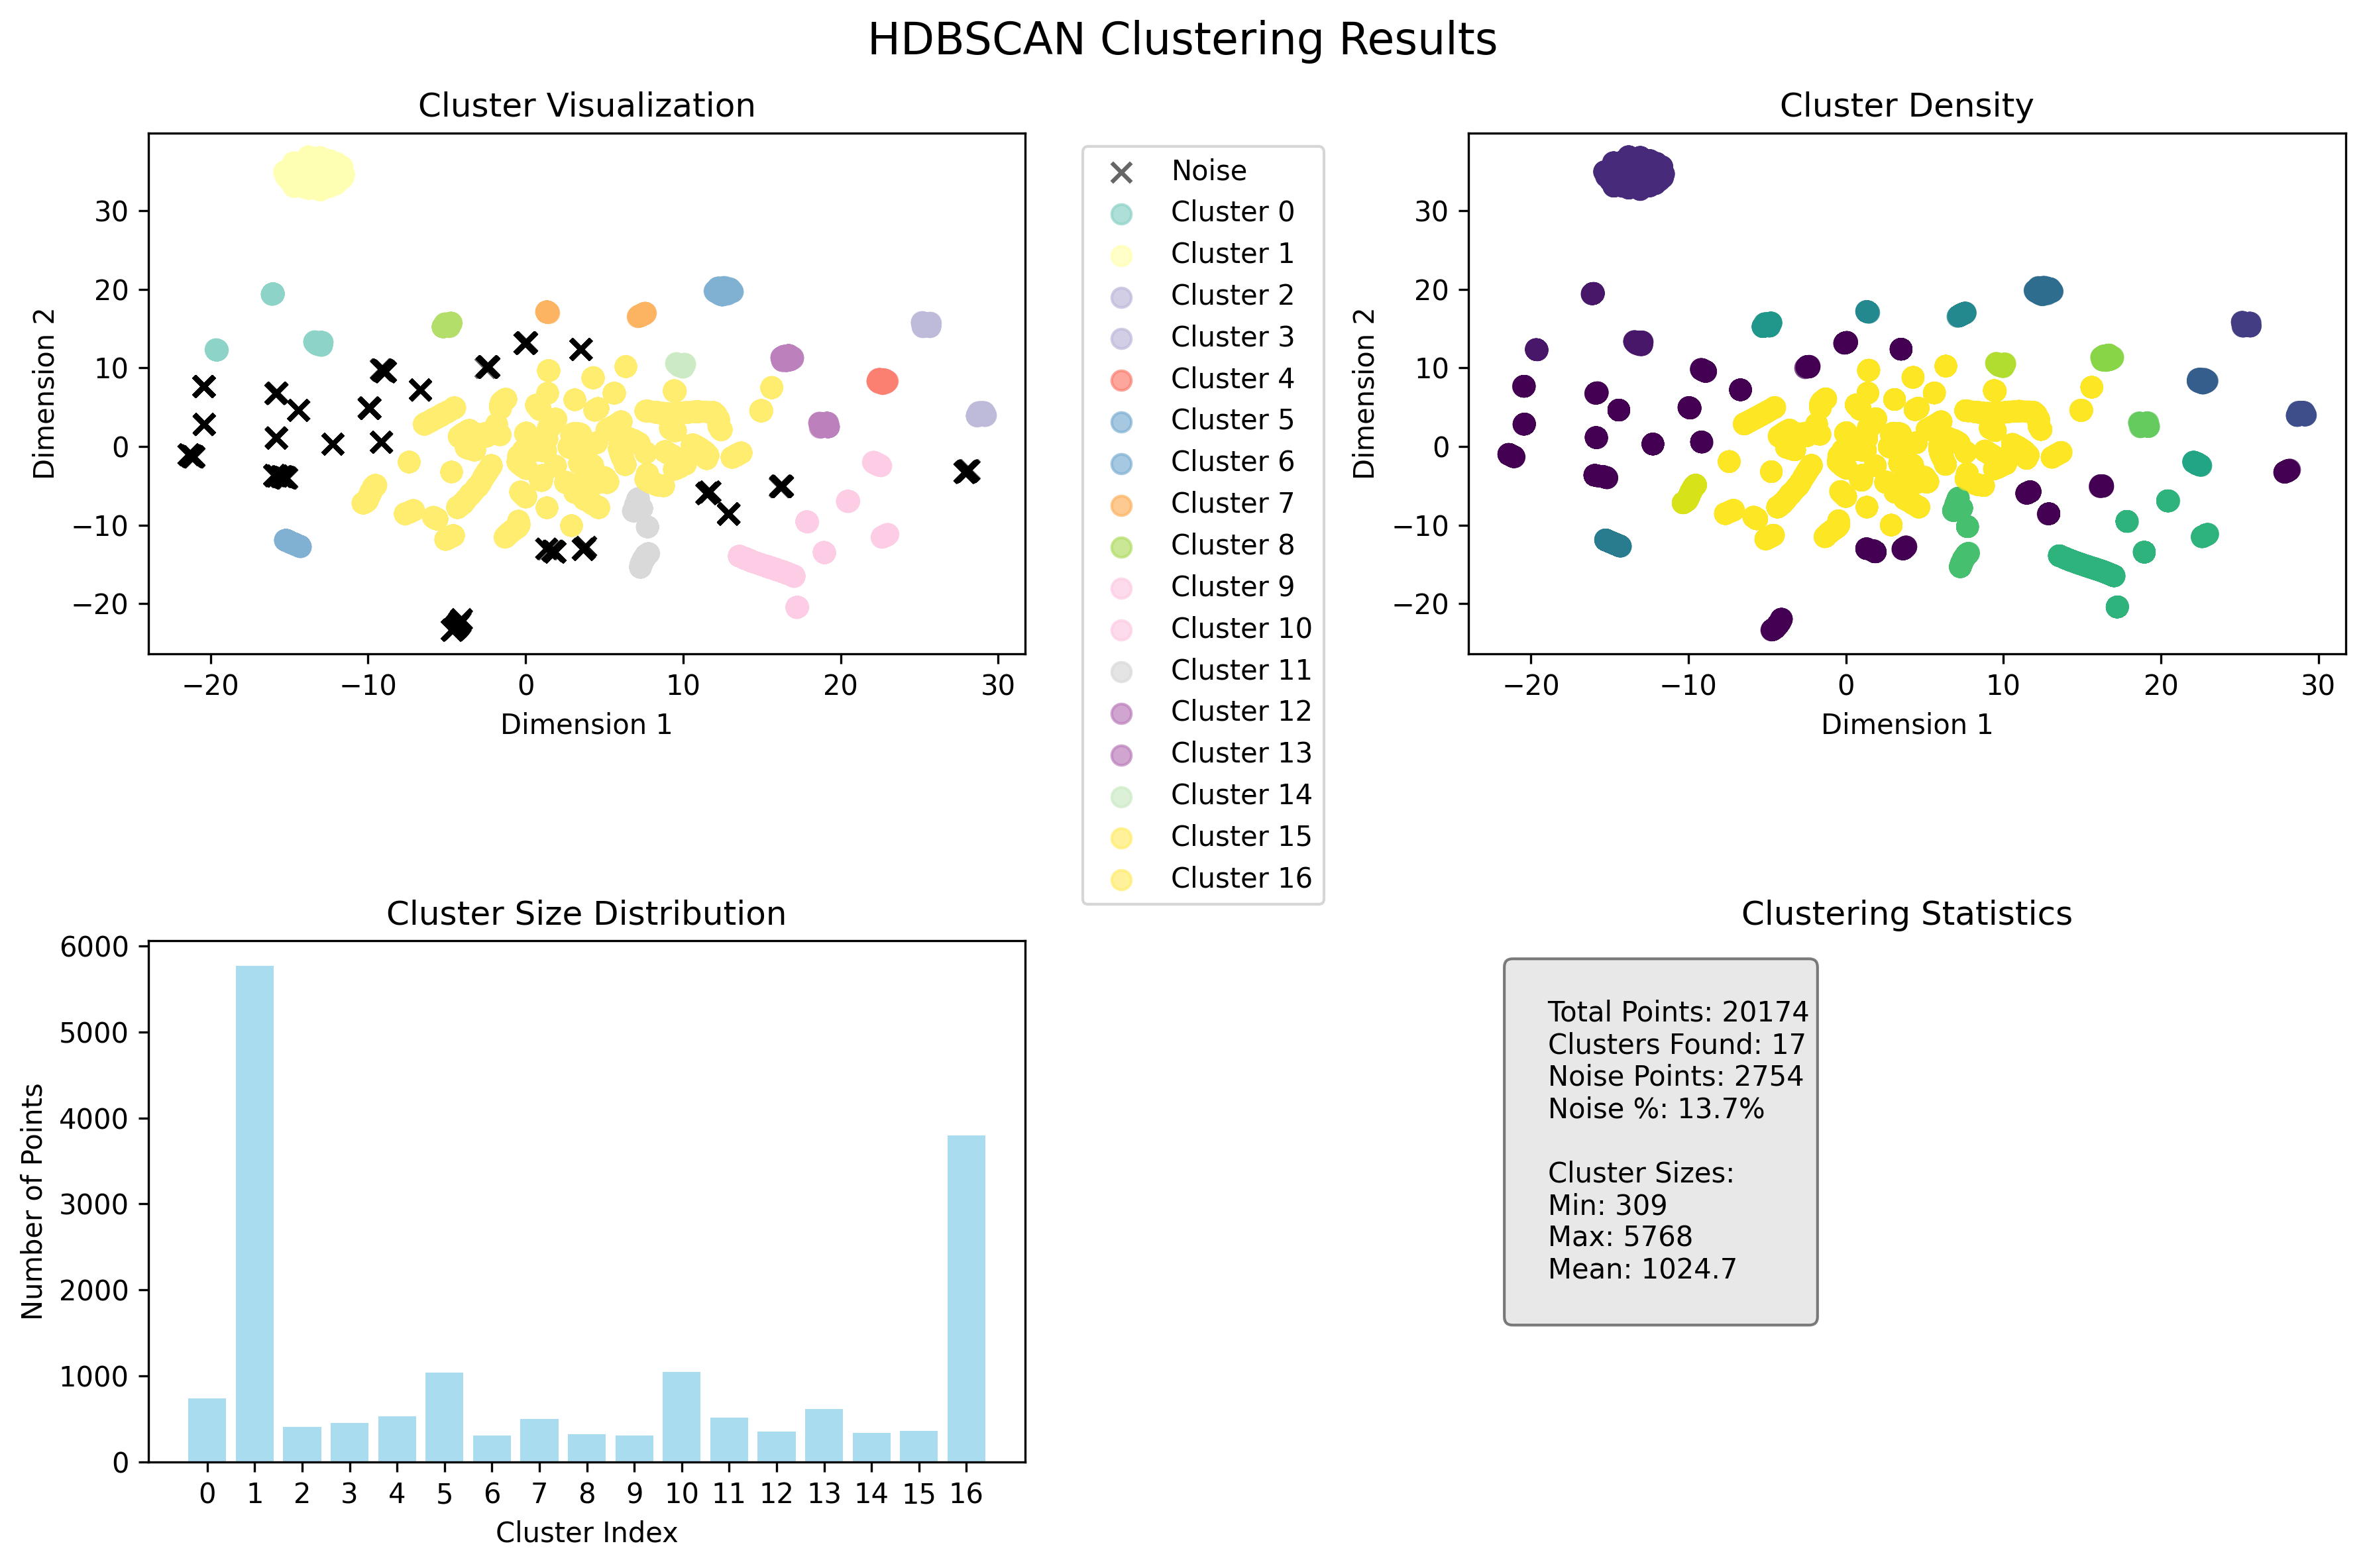 HDBSCAN Clustering Results
Cluster Visualization
30
20
10
0
−10
−20
Dimension 2
−20 −10 0 10 20 30
Dimension 1
Noise
Cluster 0
Cluster 1
Cluster 2
Cluster 3
Cluster 4
Cluster 5
Cluster 6
Cluster 7
Cluster 8
Cluster 9
Cluster 10
Cluster 11
Cluster 12
Cluster 13
Cluster 14
Cluster 15
Cluster 16
Cluster Density
30
20
10
0
−10
−20
Dimension 2
−20 −10 0 10 20 30
Dimension 1
Cluster Size Distribution
6000
5000
4000
3000
2000
1000
0
Number of Points
0 1 2 3 4 5 6 7 8 9 10 11 12 13 14 15 16
Cluster Index
Clustering Statistics
Total Points: 20174
Clusters Found: 17
Noise Points: 2754
Noise %: 13.7%
Cluster Sizes:
Min: 309
Max: 5768
Mean: 1024.7